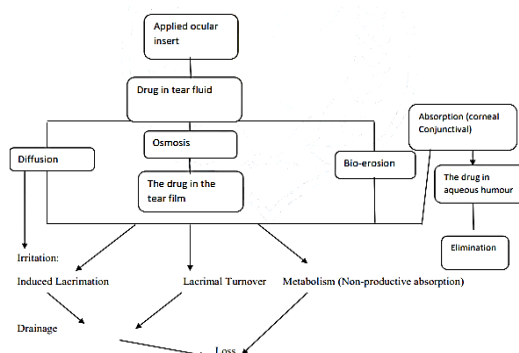 Applied ocular
insert
Drug in tear fluid
Absorption (corneal
Conjunctival)
Osmosis
Diffusion
Bio-erosion
The drug in the
tear film
The drug in
aqueous humour
Elimination
Irritation:
Induced Lacrimation
Lacrimal Turnover
Metabolism (Non-productive absorption)
Drainage
Loss